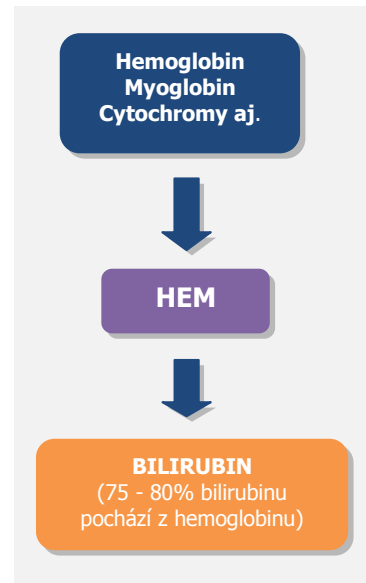 Hemoglobin
Myoglobin
Cytochromy aj.
HEM
BILIRUBIN
(75 - 80% bilirubinu
pochází z hemoglobinu)